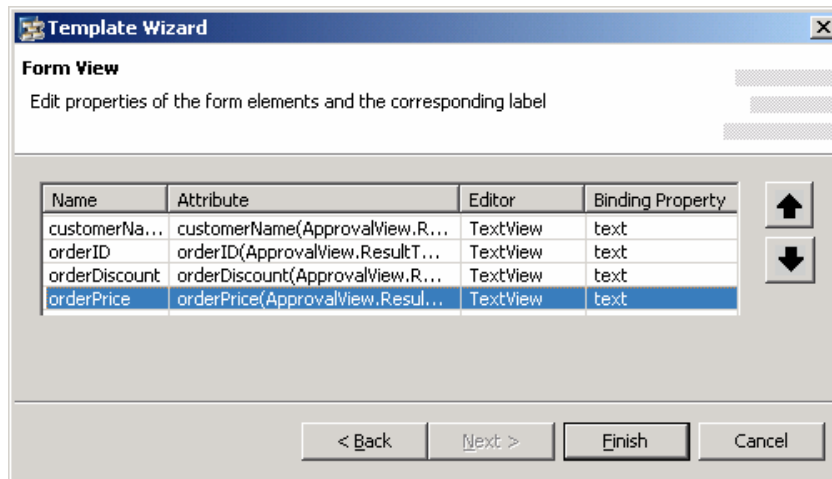 Template Wizard
Form View
Edit properties of the form elements and the corresponding label
Name Attribute Editor Binding Property
customerNa... customerName(ApprovalView.R... TextView text
orderID orderID(ApprovalView.ResultT... TextView text
orderDiscount orderDiscount(ApprovalView.R... TextView text
orderPrice orderPrice(ApprovalView.Resul... TextView text
< Back Next > Finish Cancel